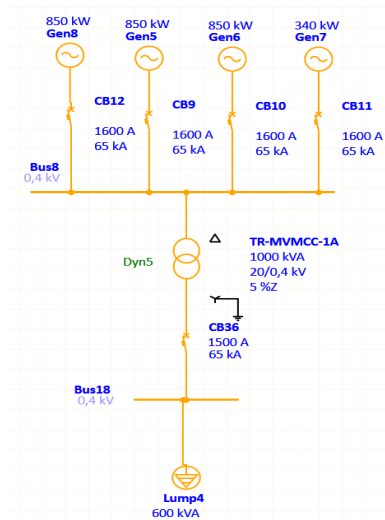 850 kW
Gen8
850 kW
Gen5
850 kW
Gen6
340 kW
Gen7
CB12
1600 A
65 kA
CB9
1600 A
65 kA
CB10
1600 A
65 kA
CB11
1600 A
65 kA
Bus8
0,4 kV
Dyn5
TR-MVMCC-1A
1000 kVA
20/0,4 kV
5 %Z
CB36
1500 A
65 kA
Bus18
0,4 kV
Lump4
600 kVA